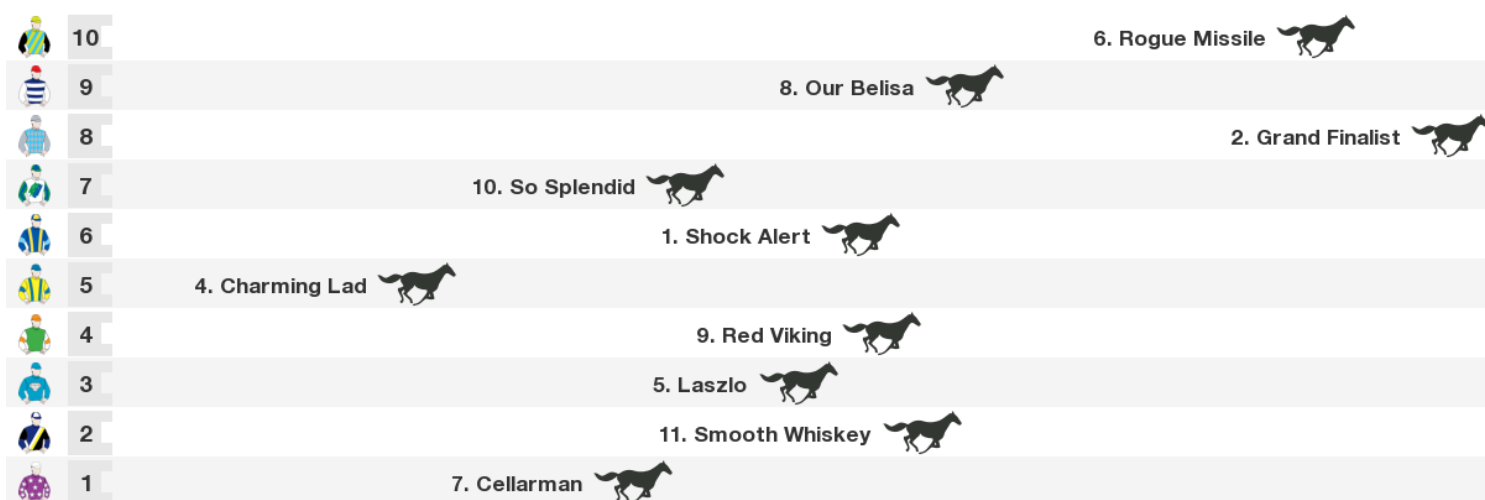 10 6. Rogue Missile
9 8. Our Belisa
8 2. Grand Finalist
7 10. So Splendid
6 1. Shock Alert
5 4. Charming Lad
4 9. Red Viking
3 5. Laszlo
2 11. Smooth Whiskey
1 7. Cellarman